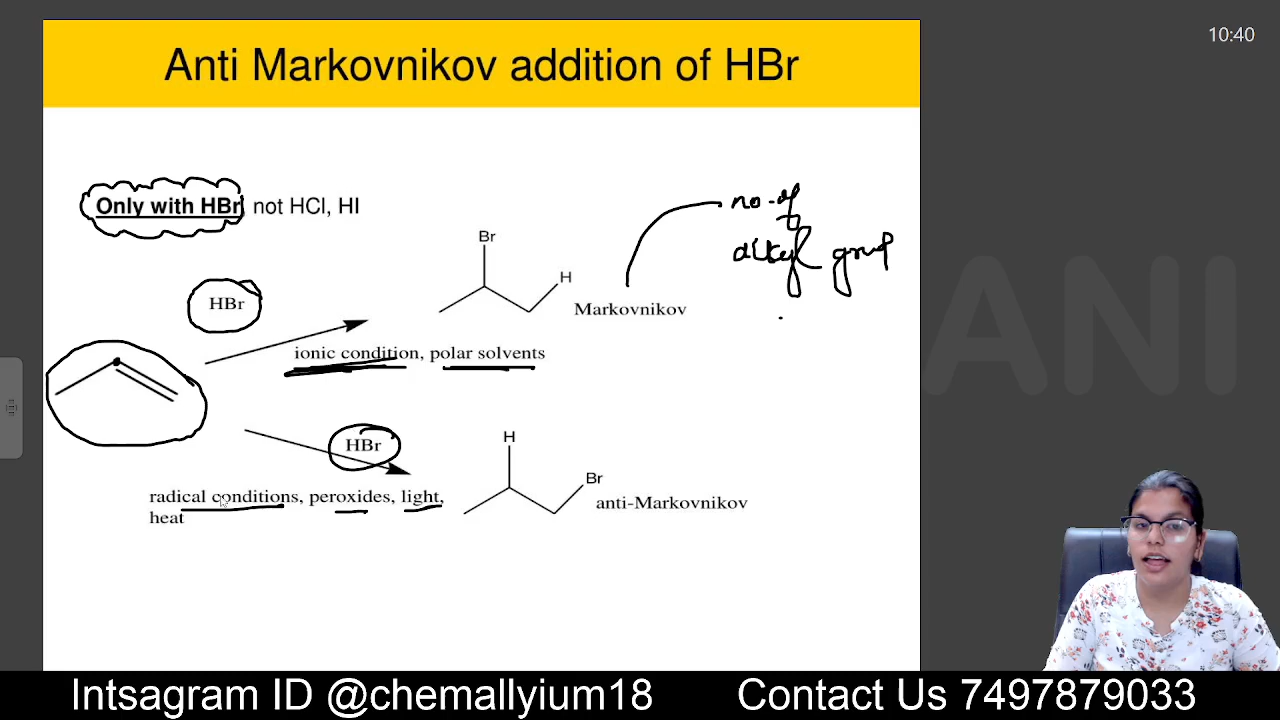 10:40
Anti Markovnikov addition of HBr
Only with HBr, not HCl, HI
no. of
alkyl group
Br
H
HBr
Markovnikov
ionic condition, polar solvents
ANI
H
HBr
Br
anti-Markovnikov
radical conditions, peroxides, light,
heat
Intsagram ID @chemallyium18 Contact Us 7497879033